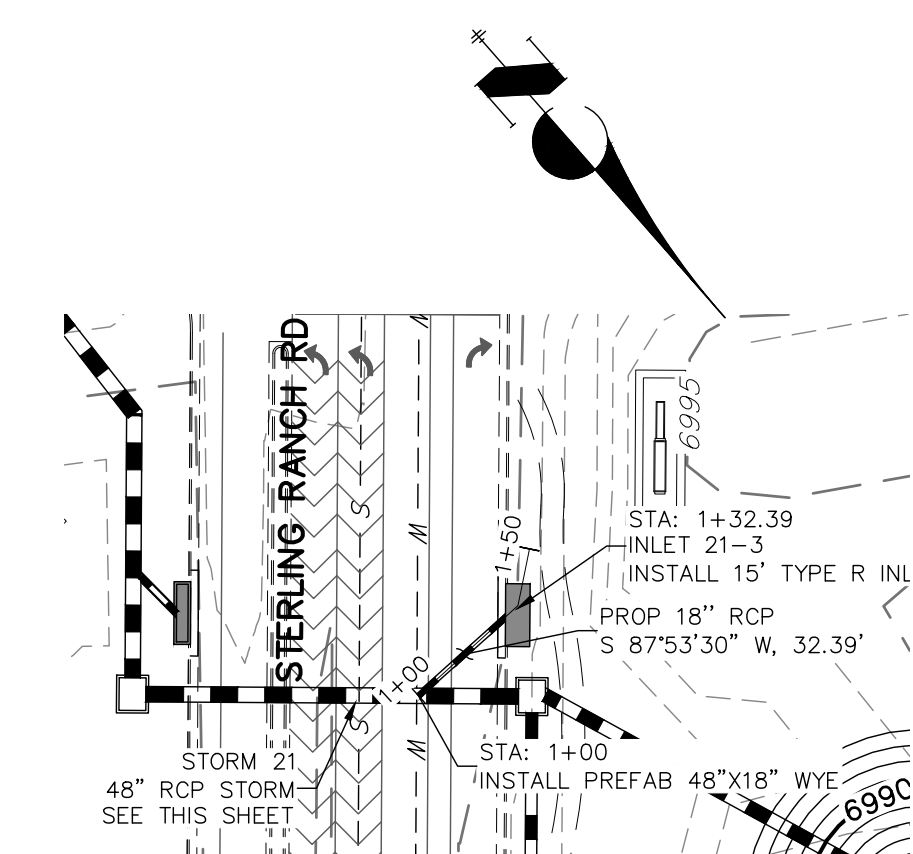 STERLING RANCH RD
6995
S
M
M
1+50
STA: 1+32.39
INLET 21-3
INSTALL 15' TYPE R INL
PROP 18" RCP
S 87°53'30" W, 32.39'
1+00
S
M
STA: 1+00
INSTALL PREFAB 48"X18" WYE
STORM 21
48" RCP STORM
SEE THIS SHEET
6990